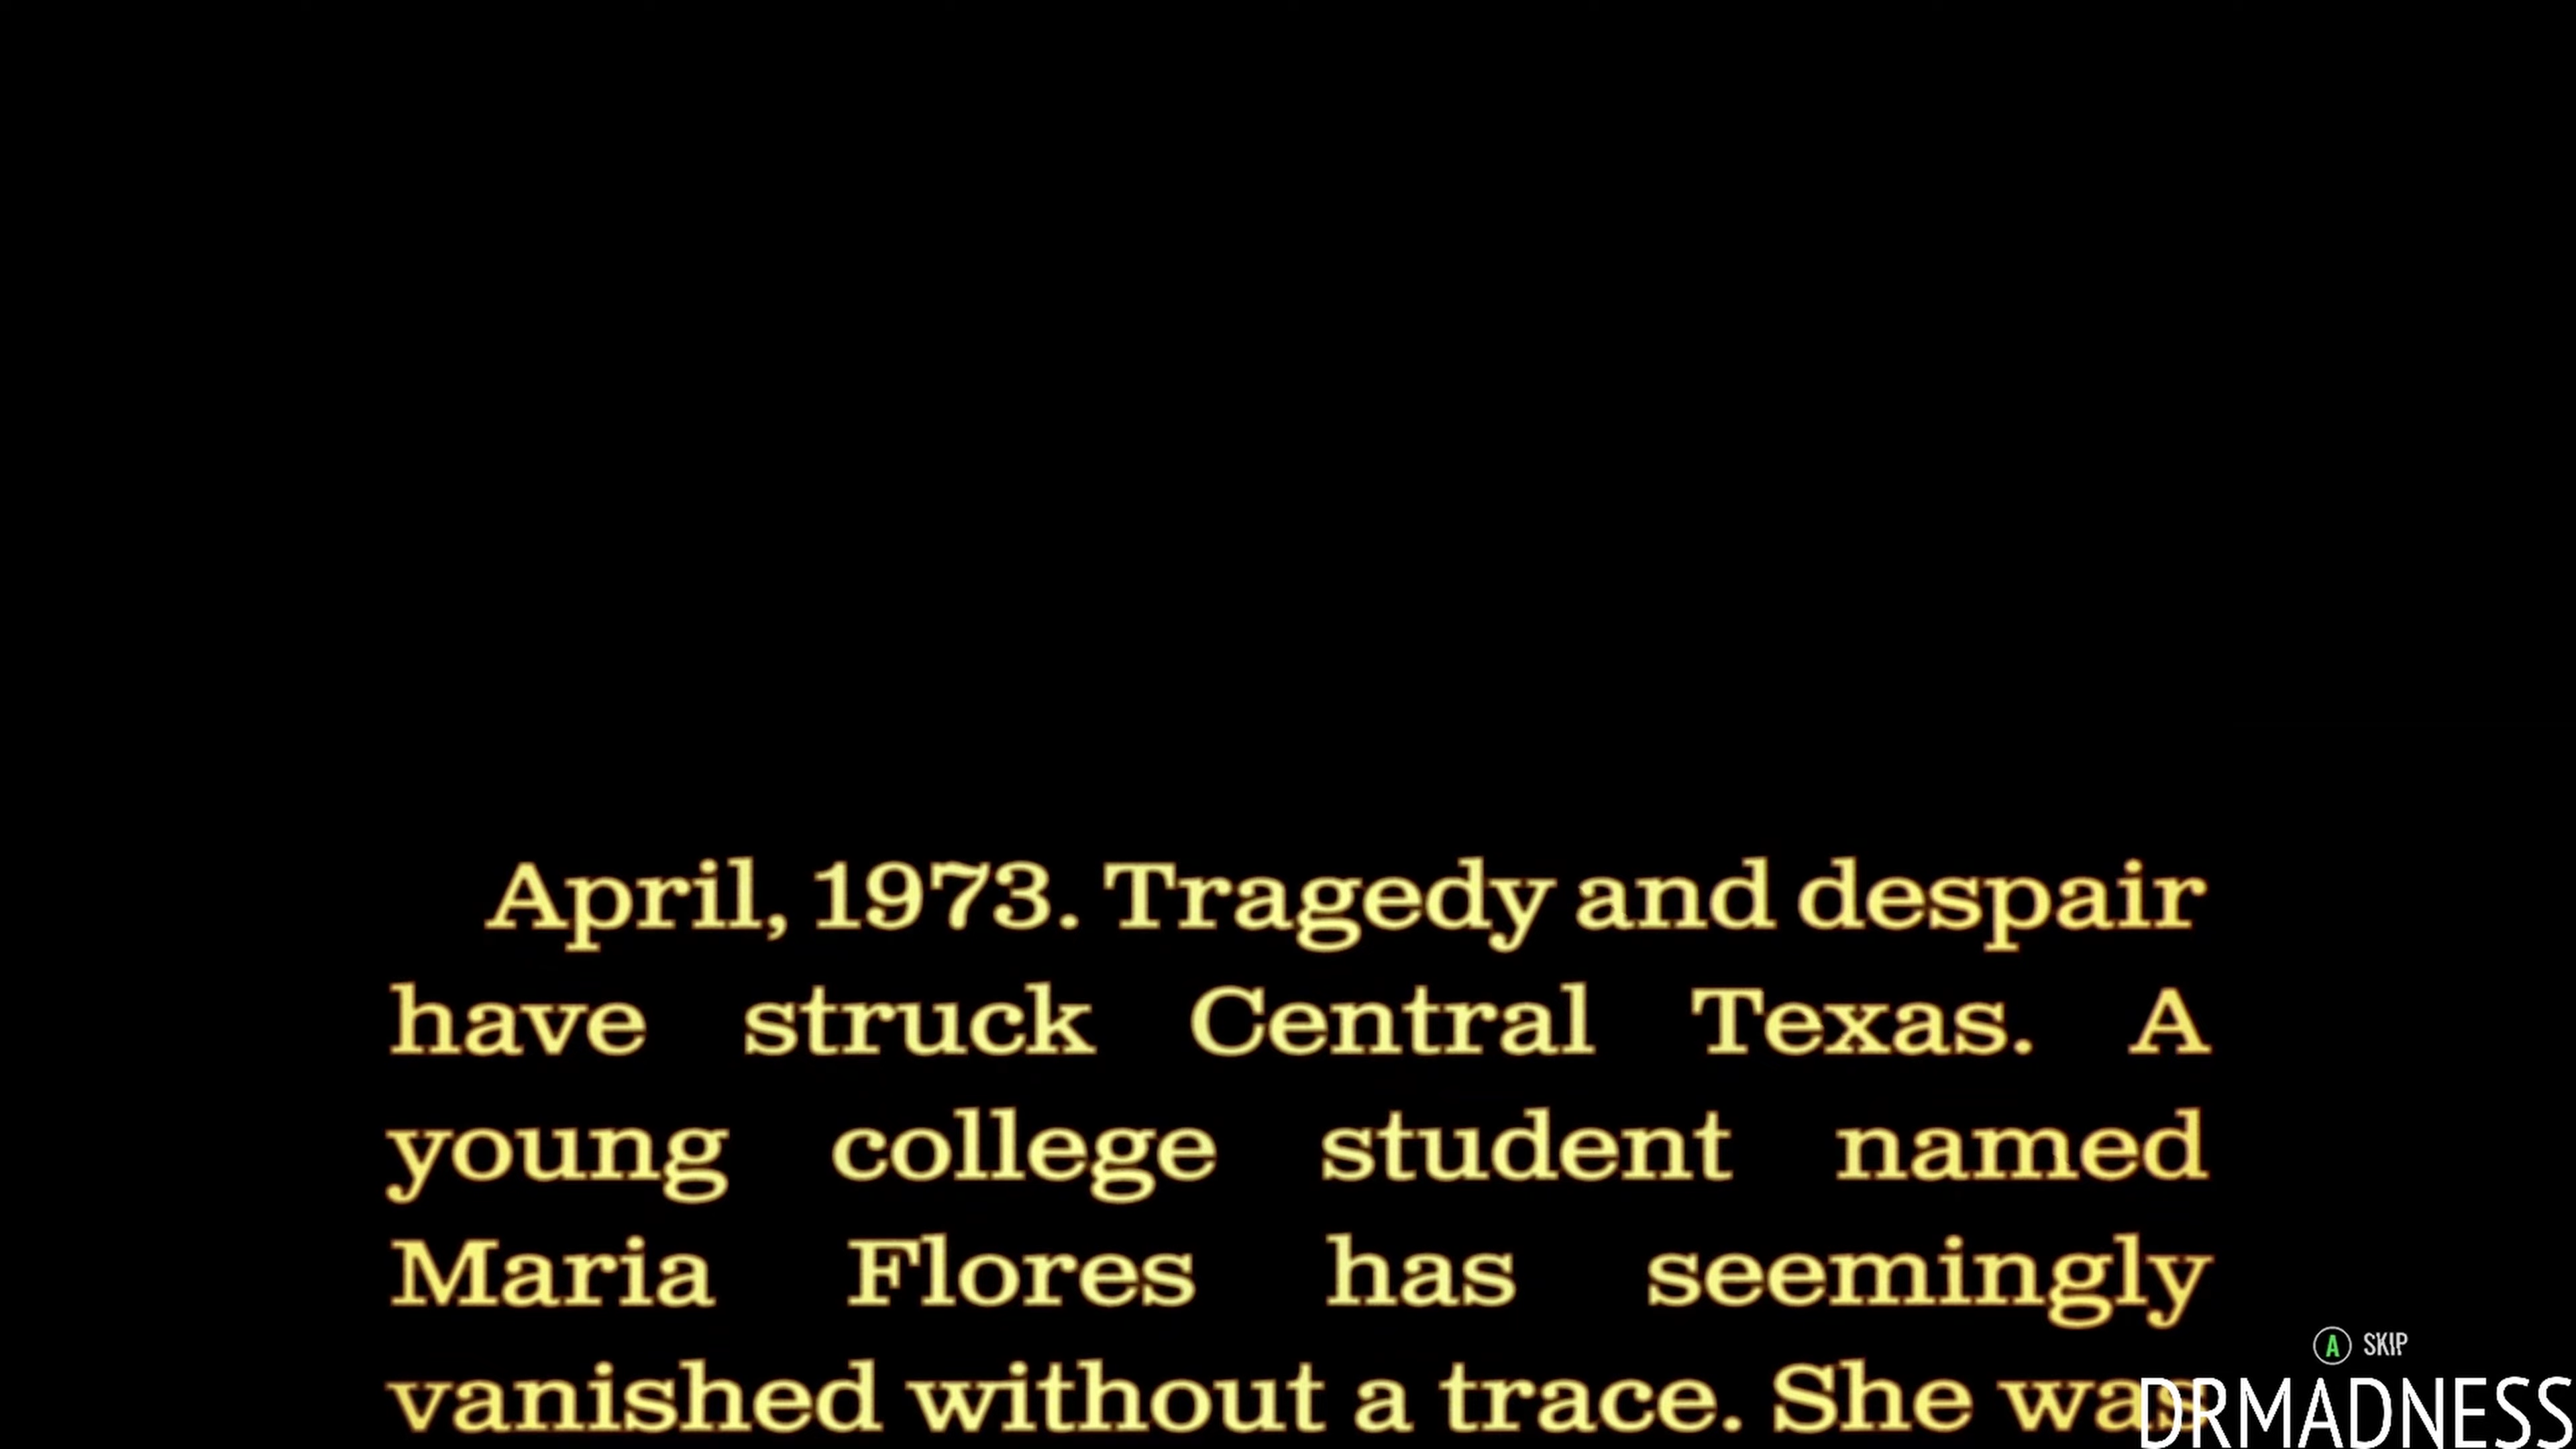 April, 1973. Tragedy and despair
have struck Central Texas. A
young college student named
Maria Flores has seemingly
vanished without a trace. She was
A SKIP
DRMADNESS